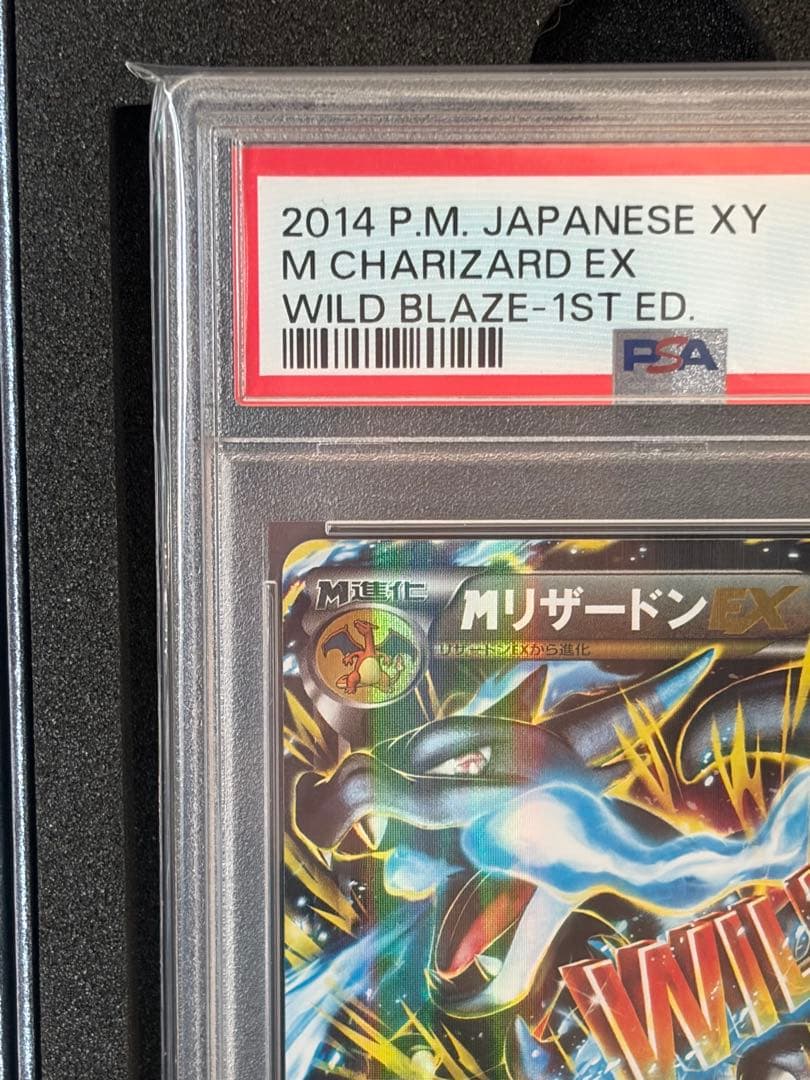 2014 P.M. JAPANESE XY
M CHARIZARD EX
WILD BLAZE-1ST ED.
PSA
M進化
MリザードンEX
リザードンEXから進化
WIL